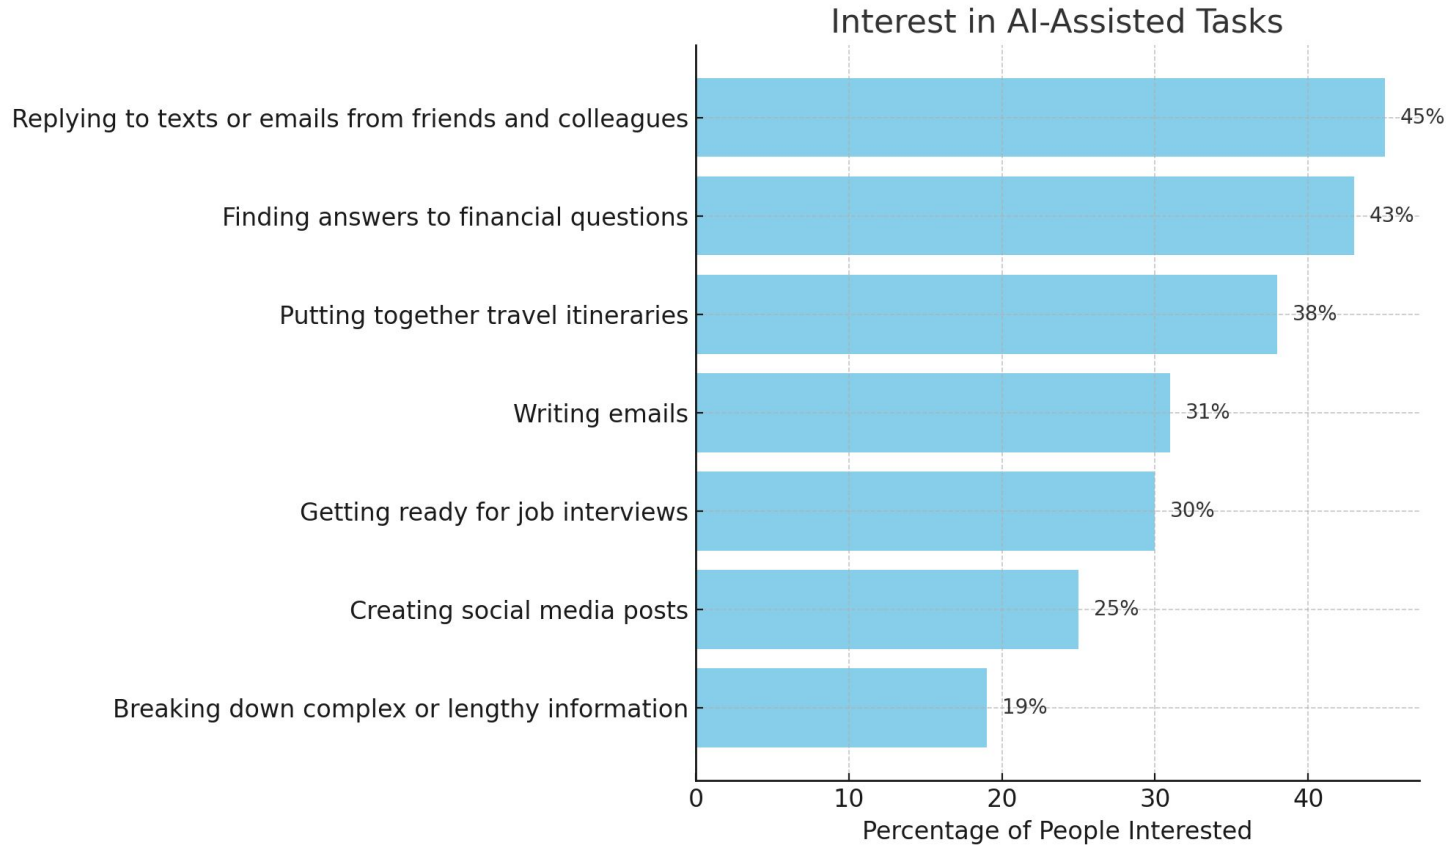 Interest in AI-Assisted Tasks
Replying to texts or emails from friends and colleagues
45%
Finding answers to financial questions
43%
Putting together travel itineraries
38%
Writing emails
31%
Getting ready for job interviews
30%
Creating social media posts
25%
Breaking down complex or lengthy information
19%
0 10 20 30 40
Percentage of People Interested